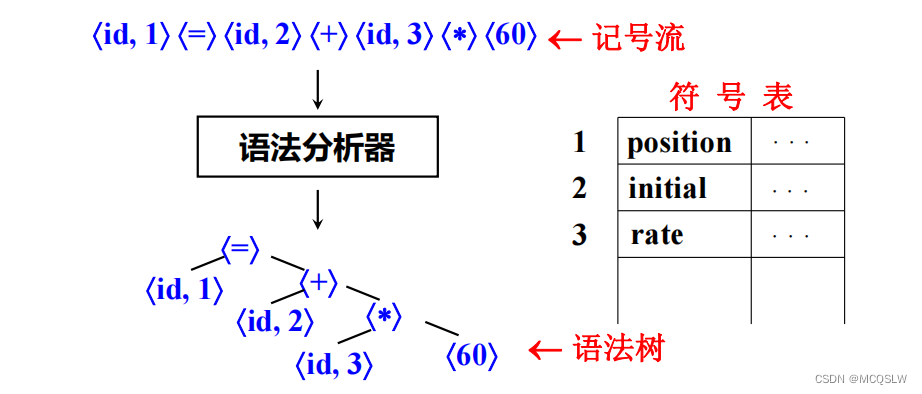 〈id, 1〉〈=〉〈id, 2〉〈+〉〈id, 3〉〈*〉〈60〉 ← 记号流
符 号 表
语法分析器
1 position ···
2 initial ···
3 rate ···
〈=〉
〈id, 1〉 〈+〉
〈id, 2〉 〈*〉
〈id, 3〉 〈60〉 ← 语法树
CSDN @MCQSLW